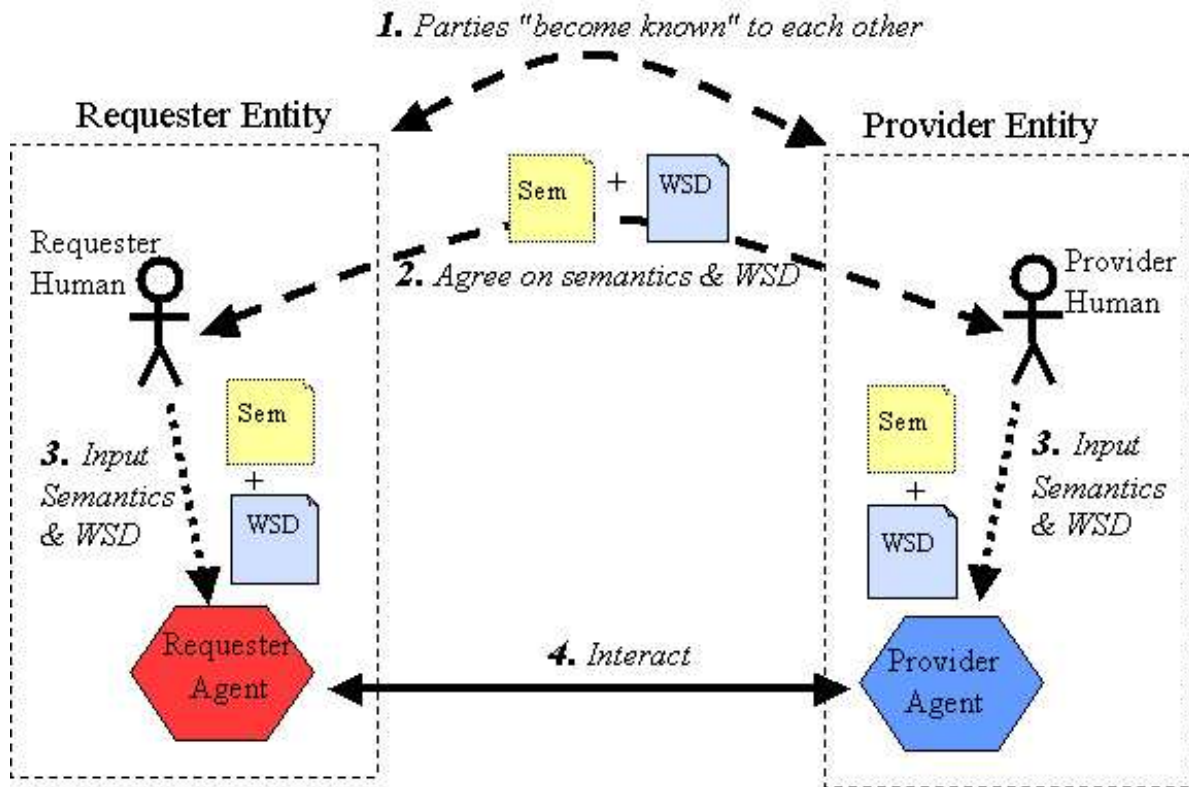 1. Parties "become known" to each other
Requester Entity
Provider Entity
Sem
+
WSD
Requester
Human
2. Agree on semantics & WSD
Provider
Human
Sem
+
WSD
3. Input
Semantics
& WSD
Sem
+
WSD
3. Input
Semantics
& WSD
Requester
Agent
4. Interact
Provider
Agent